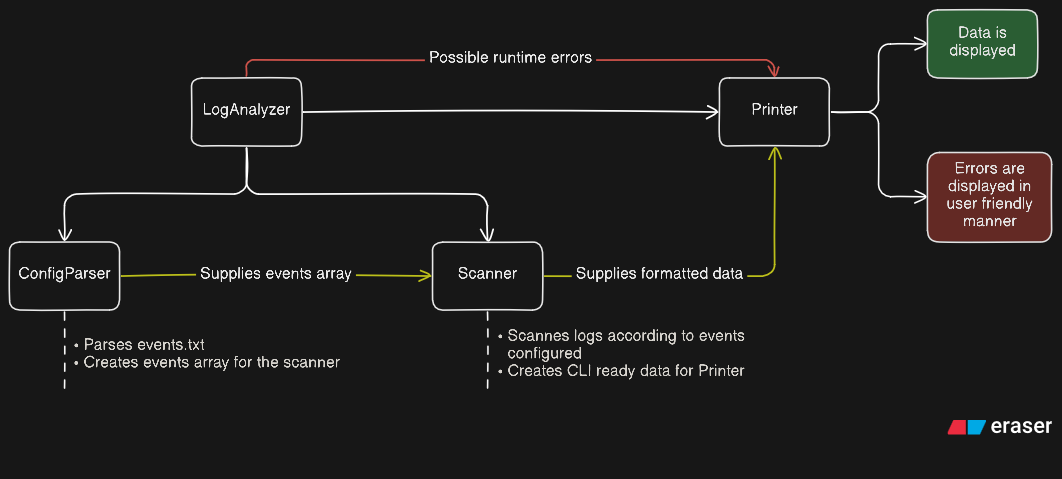 Data is
displayed
Possible runtime errors
LogAnalyzer
Printer
Errors are
displayed in
user friendly
manner
ConfigParser
Supplies events array
Scanner
Supplies formatted data
• Parses events.txt
• Creates events array for the scanner
• Scannes logs according to events
configured
• Creates CLI ready data for Printer
eraser